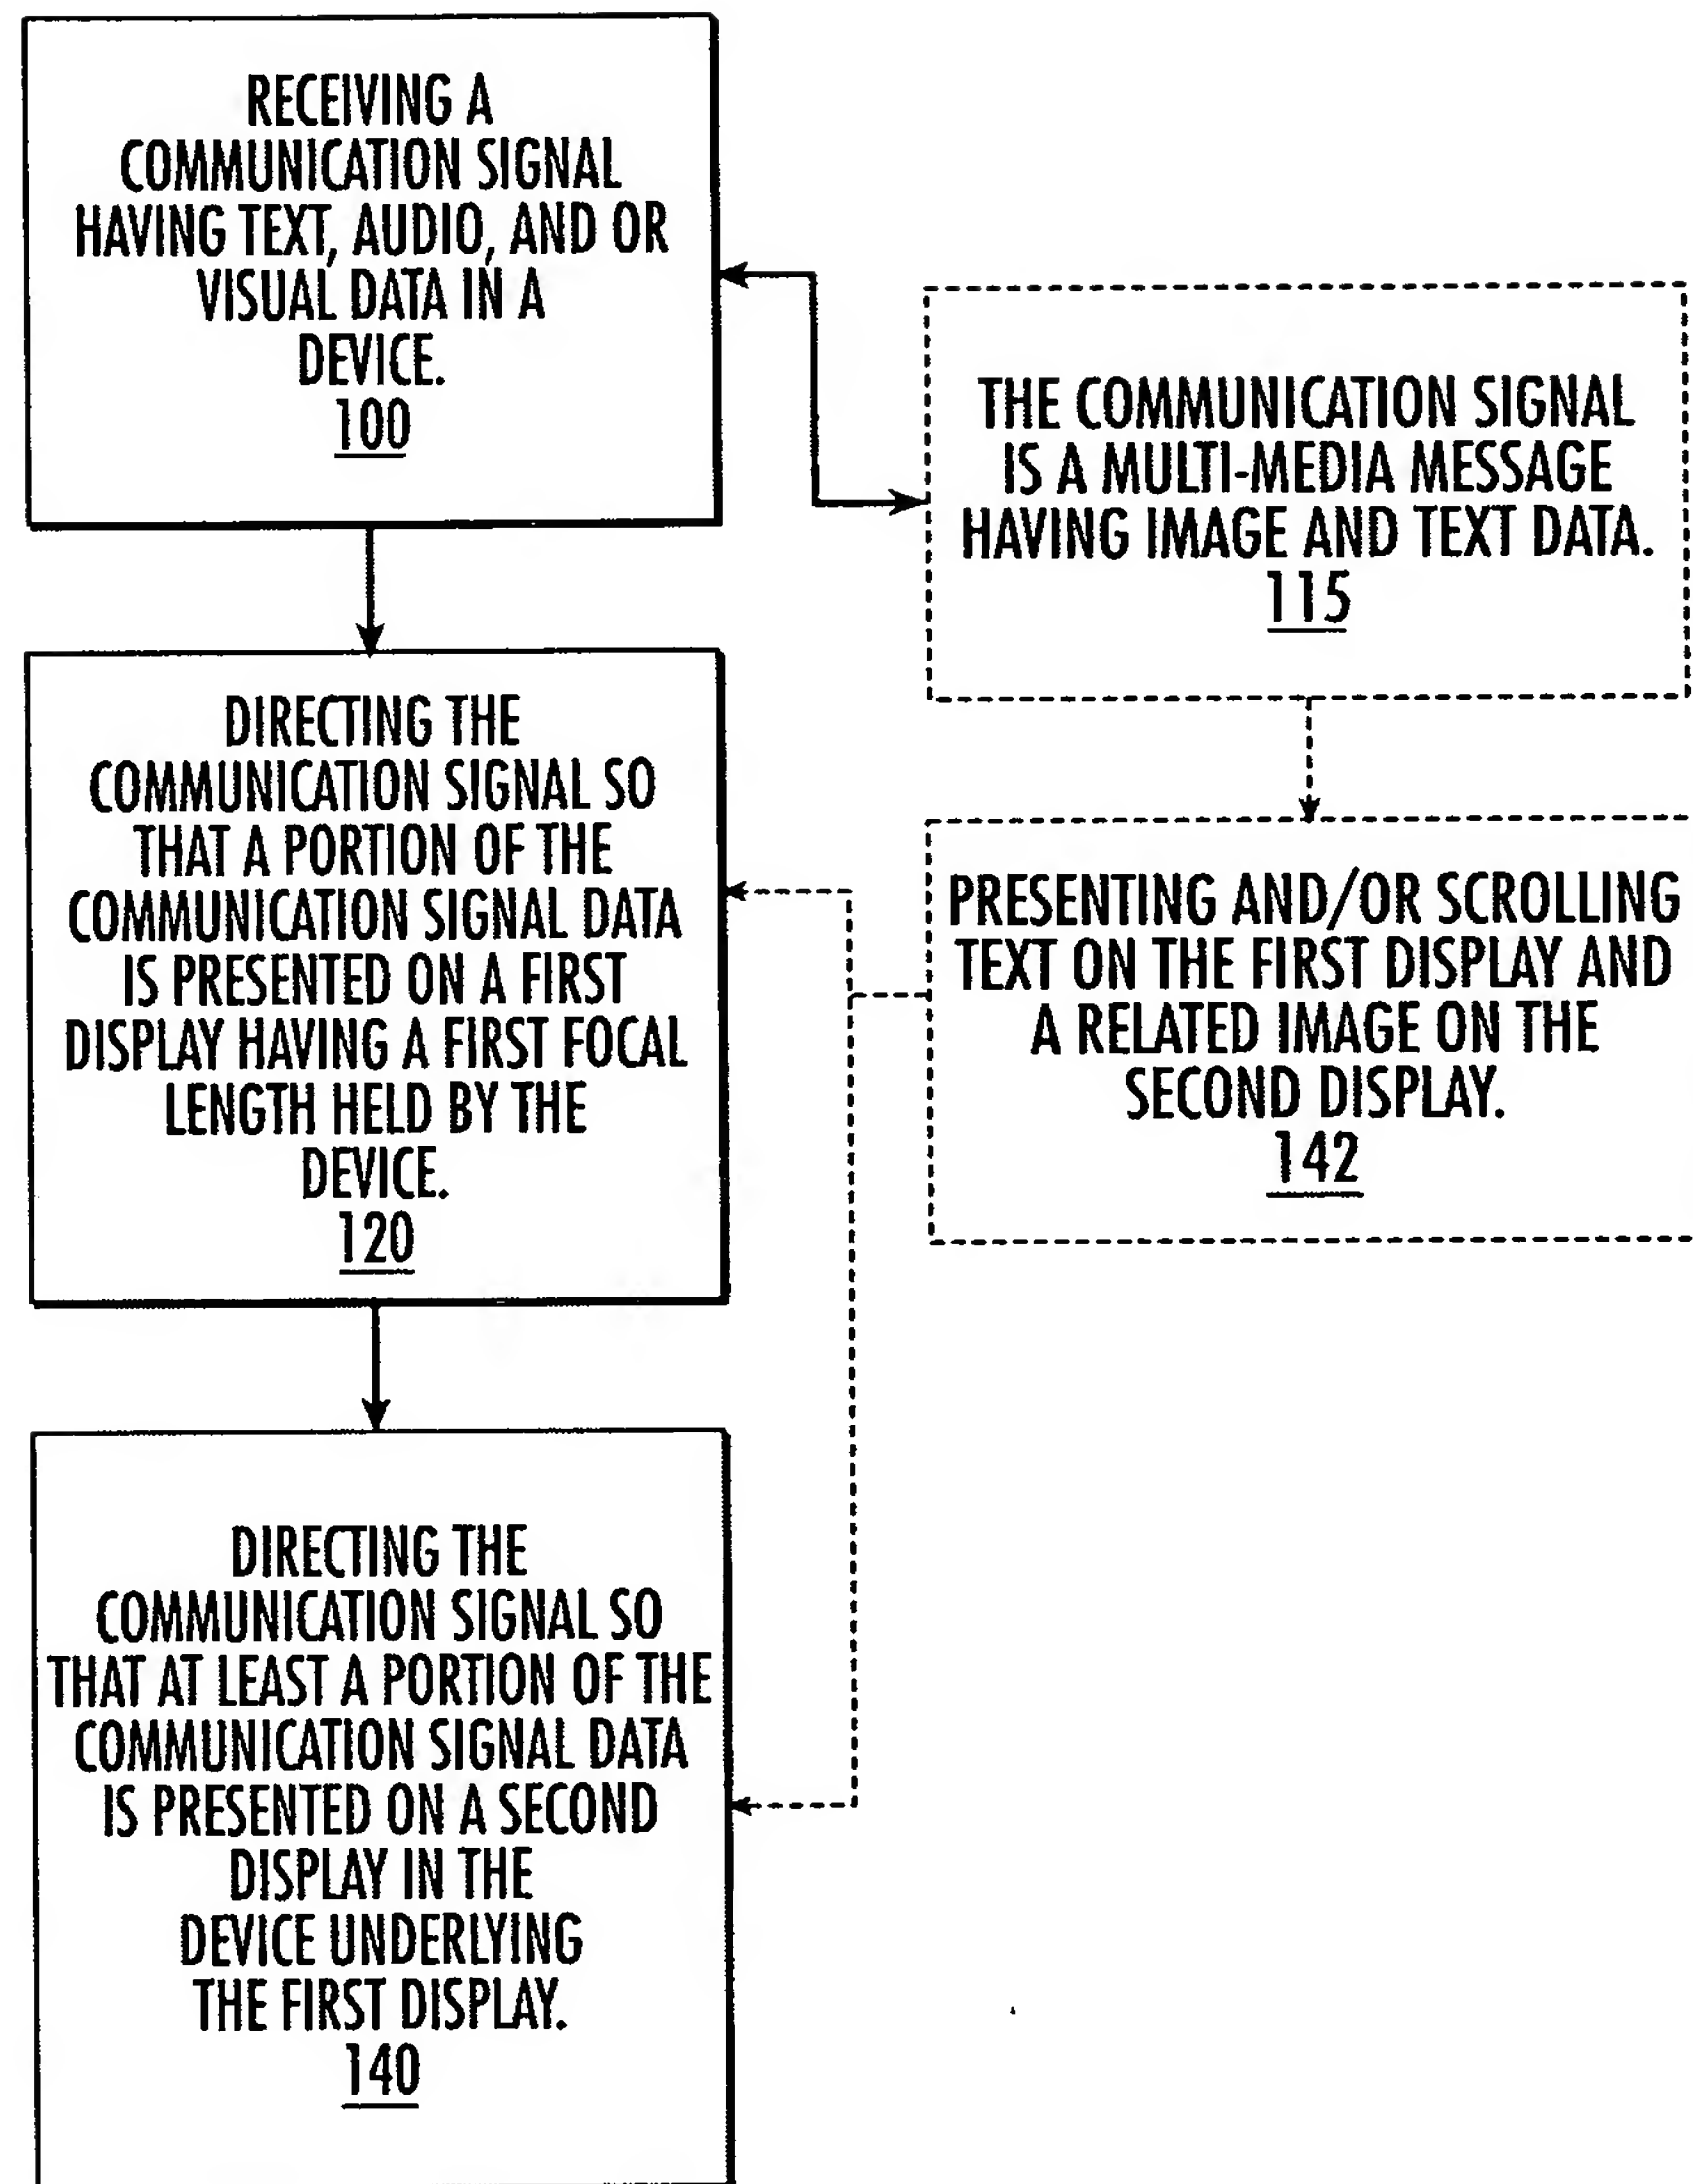 RECEIVING A
COMMUNICATION SIGNAL
HAVING TEXT, AUDIO, AND OR
VISUAL DATA IN A
DEVICE.
100
THE COMMUNICATION SIGNAL
IS A MULTI-MEDIA MESSAGE
HAVING IMAGE AND TEXT DATA.
115
DIRECTING THE
COMMUNICATION SIGNAL SO
THAT A PORTION OF THE
COMMUNICATION SIGNAL DATA
IS PRESENTED ON A FIRST
DISPLAY HAVING A FIRST FOCAL
LENGTH HELD BY THE
DEVICE.
120
PRESENTING AND/OR SCROLLING
TEXT ON THE FIRST DISPLAY AND
A RELATED IMAGE ON THE
SECOND DISPLAY.
142
DIRECTING THE
COMMUNICATION SIGNAL SO
THAT AT LEAST A PORTION OF THE
COMMUNICATION SIGNAL DATA
IS PRESENTED ON A SECOND
DISPLAY IN THE
DEVICE UNDERLYING
THE FIRST DISPLAY.
140